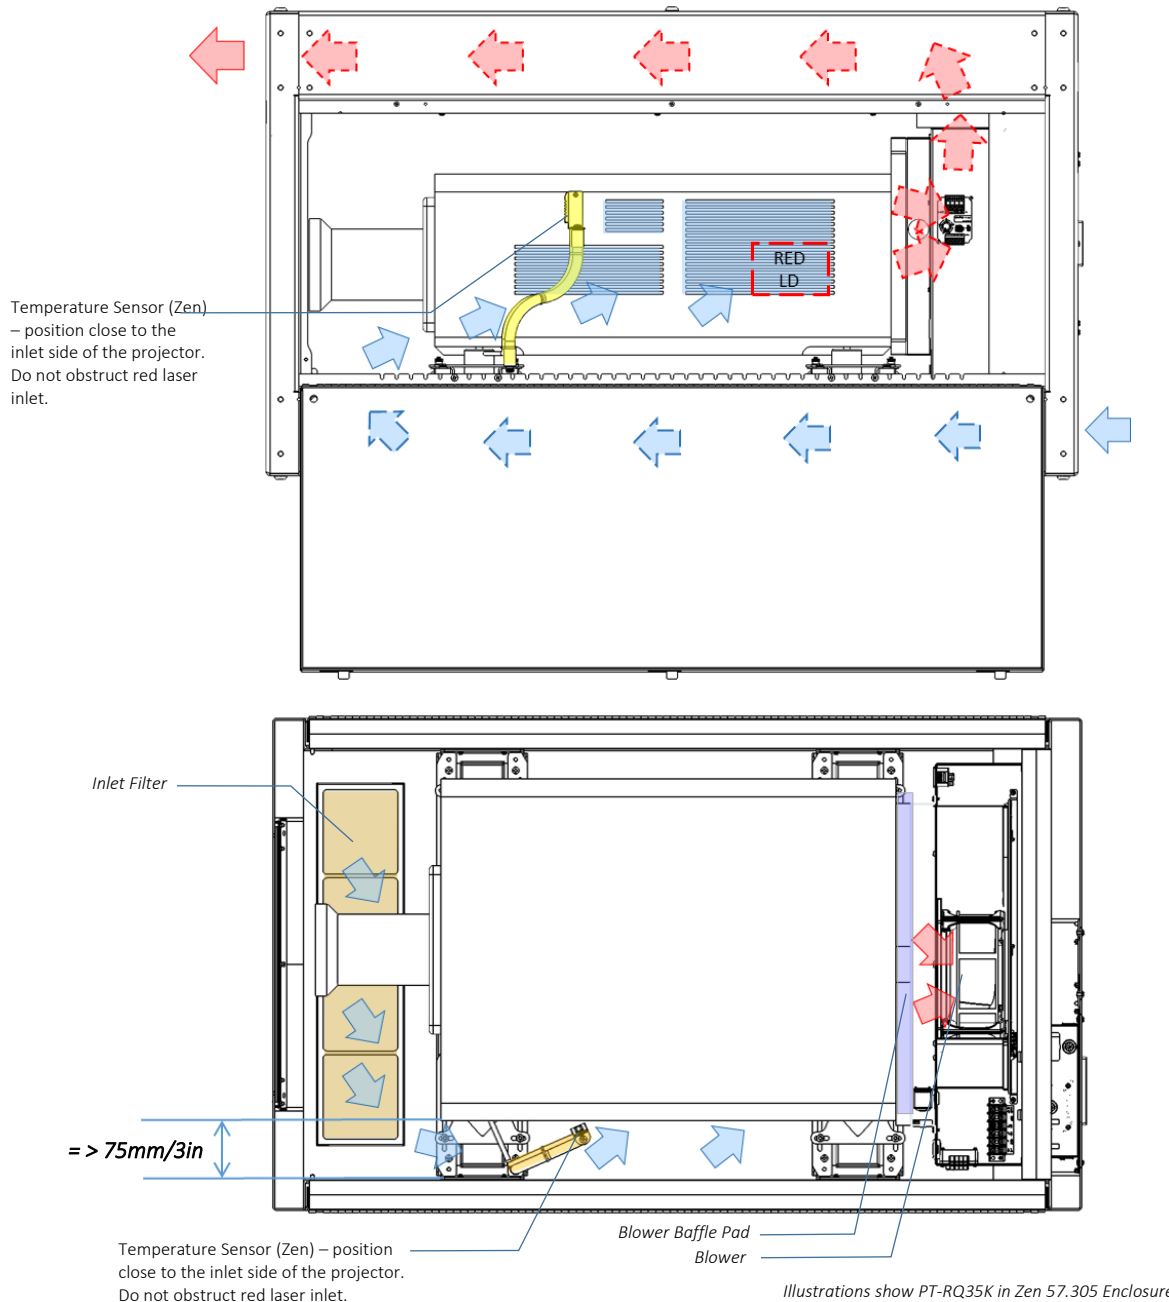 RED
LD
Temperature Sensor (Zen)
– position close to the
inlet side of the projector.
Do not obstruct red laser
inlet.
Inlet Filter
= > 75mm/3in
Blower Baffle Pad
Blower
Temperature Sensor (Zen) – position
close to the inlet side of the projector.
Do not obstruct red laser inlet.
Illustrations show PT-RQ35K in Zen 57.305 Enclosure